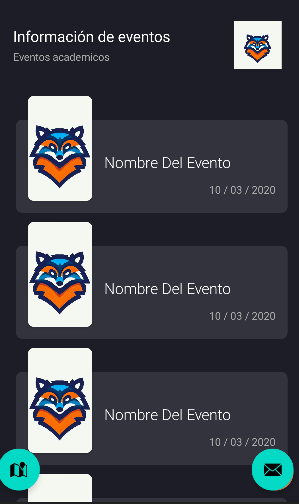 Información de eventos
Eventos academicos
Nombre Del Evento
10 / 03 / 2020
Nombre Del Evento
10 / 03 / 2020
Nombre Del Evento
10 / 03 / 2020